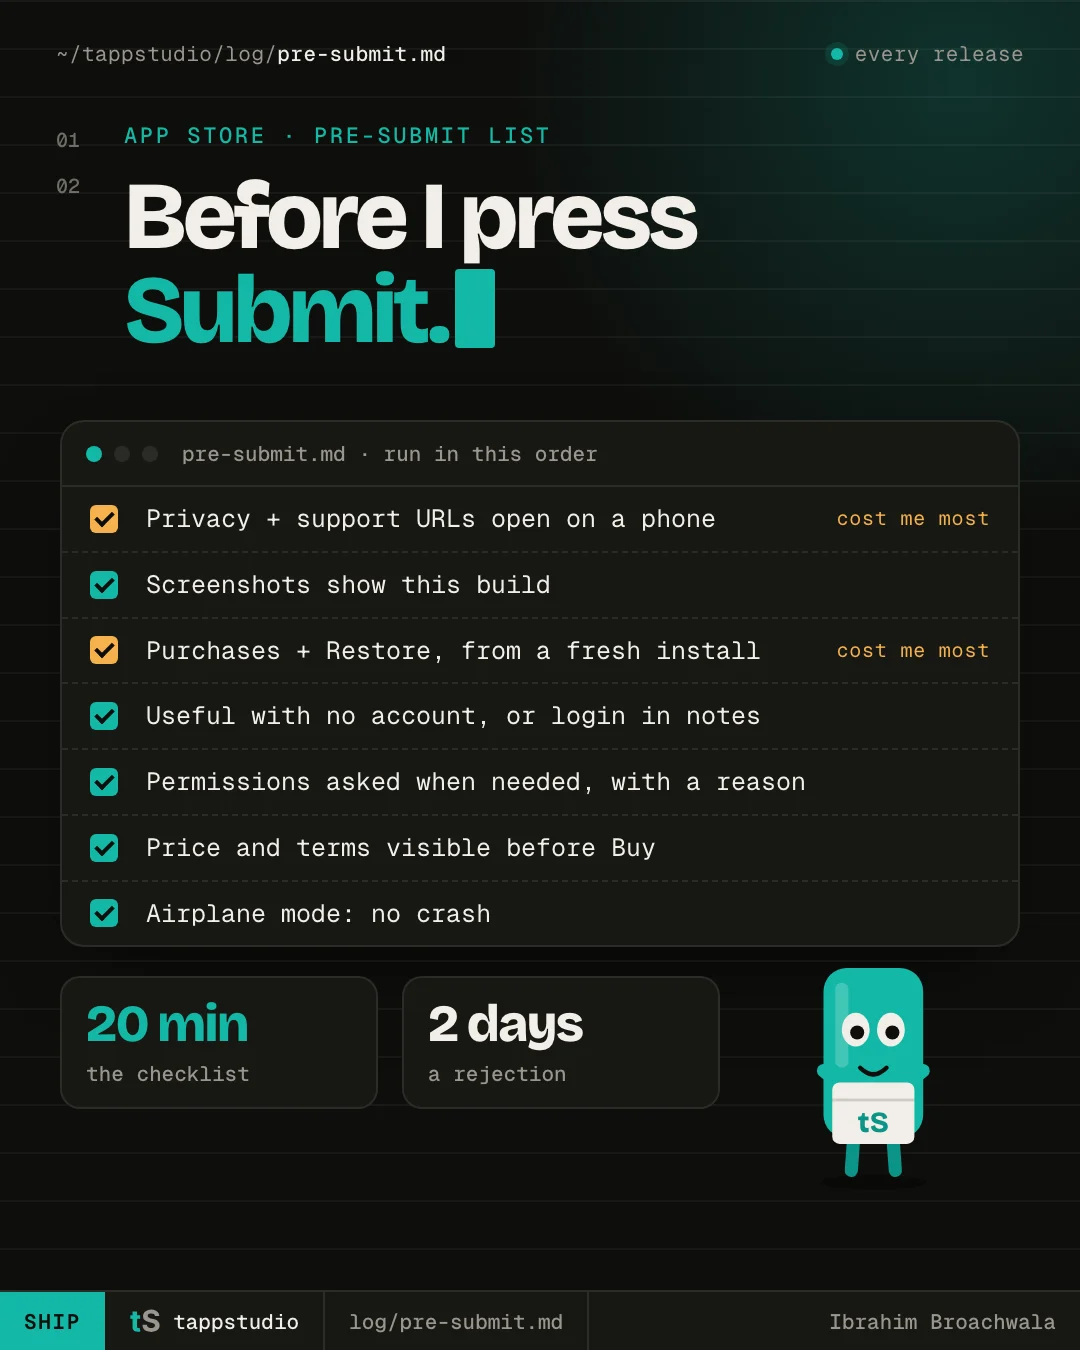 ~/tappstudio/log/pre-submit.md
every release
01
APP STORE · PRE-SUBMIT LIST
02
Before I press
Submit.
pre-submit.md · run in this order
Privacy + support URLs open on a phone
cost me most
Screenshots show this build
Purchases + Restore, from a fresh install
cost me most
Useful with no account, or login in notes
Permissions asked when needed, with a reason
Price and terms visible before Buy
Airplane mode: no crash
20 min
the checklist
2 days
a rejection
tS
SHIP
tS tappstudio
log/pre-submit.md
Ibrahim Broachwala